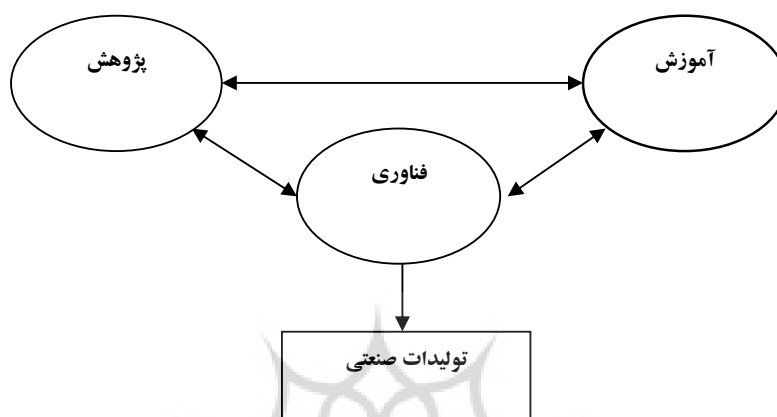 آموزش
پژوهش
فناوری
تولیدات صنعتی